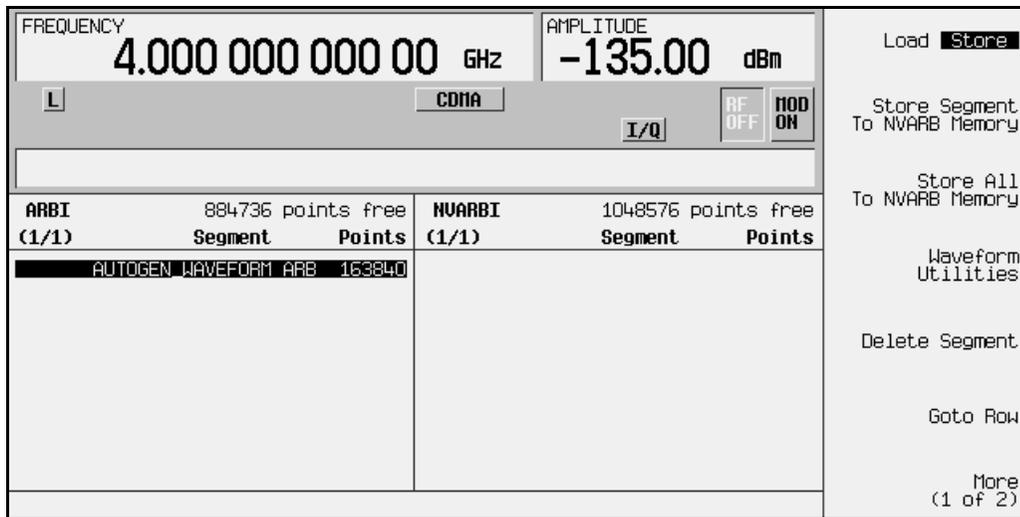 FREQUENCY
4.000 000 000 00 GHz
AMPLITUDE
-135.00 dBm
L
CDMA
I/Q
RF OFF
MOD ON
ARBI 884736 points free
(1/1) Segment Points
AUTOGEN_WAVEFORM ARB 163840
NVARBI 1048576 points free
(1/1) Segment Points
Load Store
Store Segment
To NVARB Memory
Store All
To NVARB Memory
Waveform
Utilities
Delete Segment
Goto Row
More
(1 of 2)